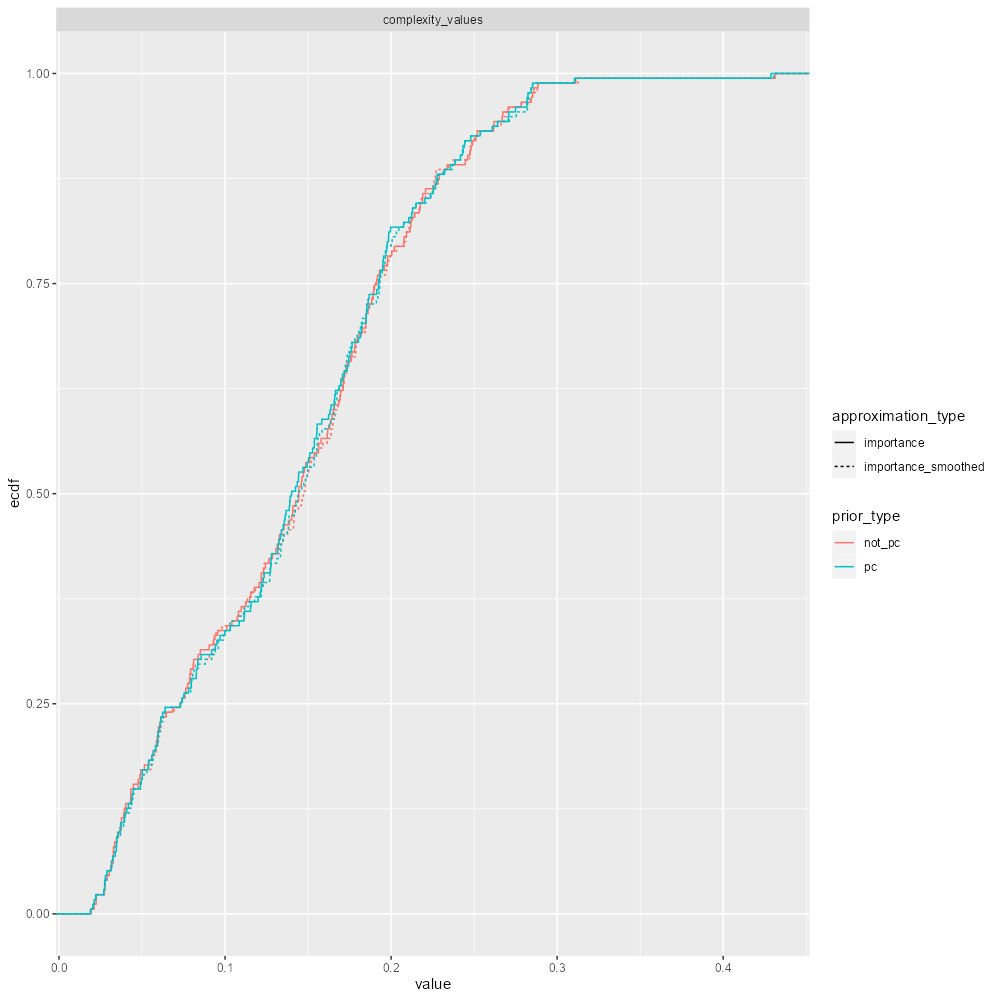 complexity_values
1.00
0.75
0.50
0.25
0.00
ecdf
0.0
0.1
0.2
0.3
0.4
value
approximation_type
importance
importance_smoothed
prior_type
not_pc
pc